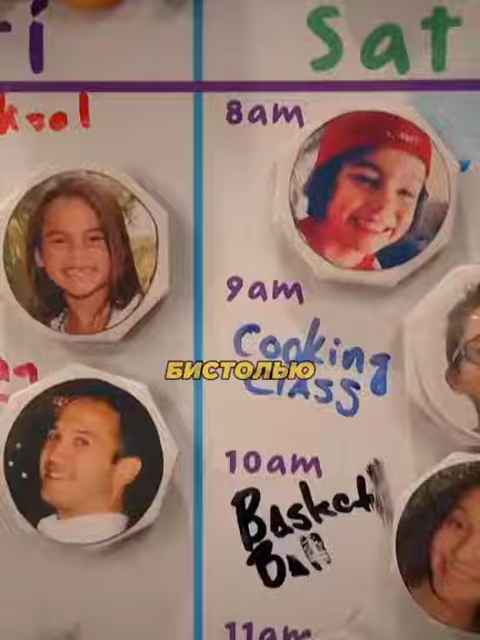 Sat
8am
9am
Cooking
Class
БИСТОЛЬЮ
10am
Basket
Ball
11am